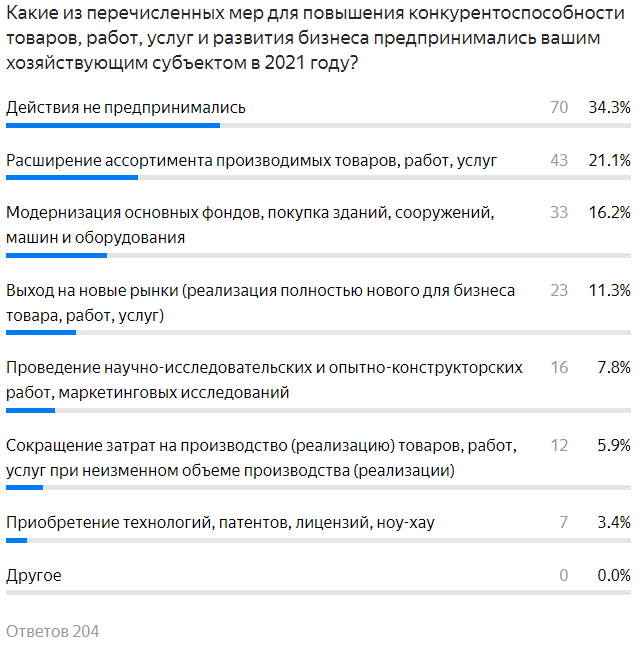 Какие из перечисленных мер для повышения конкурентоспособности
товаров, работ, услуг и развития бизнеса предпринимались вашим
хозяйствующим субъектом в 2021 году?
Действия не предпринимались 70 34.3%
Расширение ассортимента производимых товаров, работ, услуг 43 21.1%
Модернизация основных фондов, покупка зданий, сооружений, 33 16.2%
машин и оборудования
Выход на новые рынки (реализация полностью нового для бизнеса 23 11.3%
товара, работ, услуг)
Проведение научно-исследовательских и опытно-конструкторских 16 7.8%
работ, маркетинговых исследований
Сокращение затрат на производство (реализацию) товаров, работ, 12 5.9%
услуг при неизменном объеме производства (реализации)
Приобретение технологий, патентов, лицензий, ноу-хау 7 3.4%
Другое 0 0.0%
Ответов 204